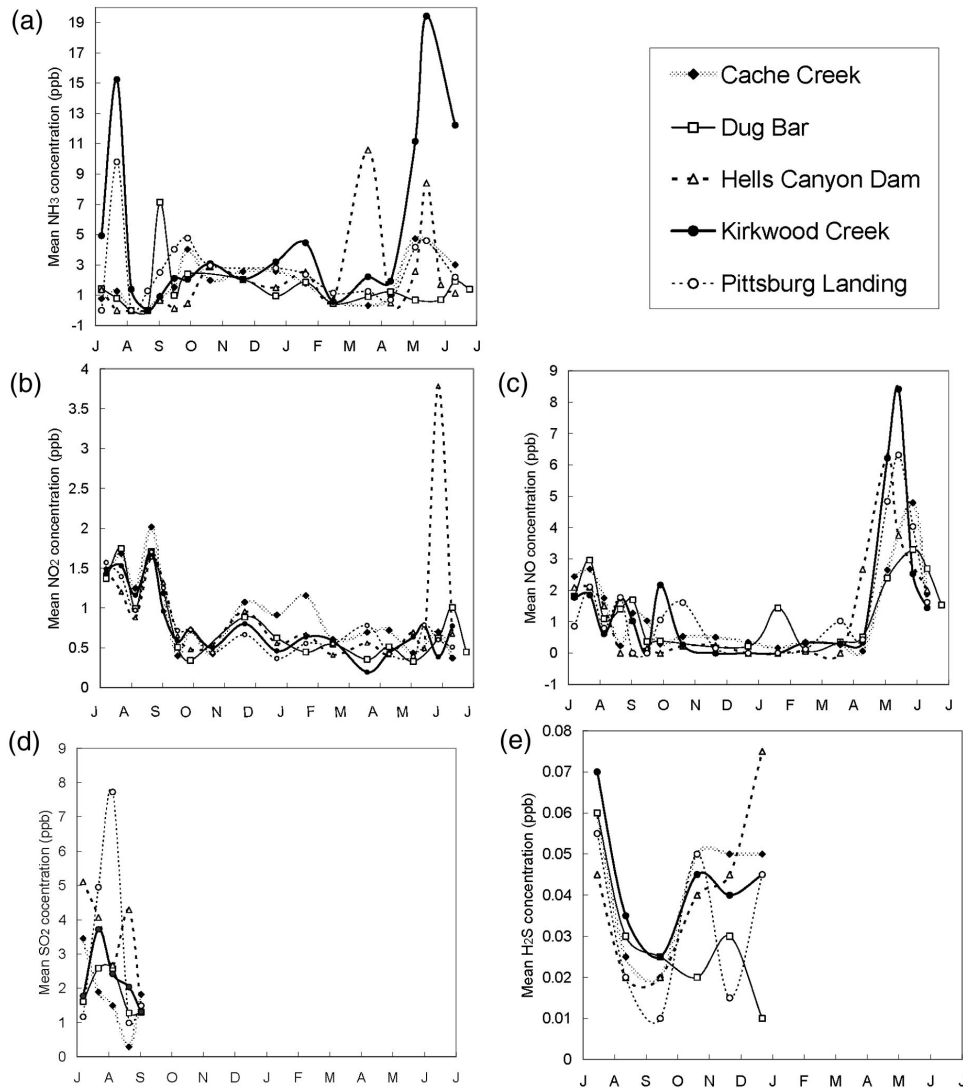 (a)
Mean NH3 concentration (ppb)
19
17
15
13
11
9
7
5
3
1
-1
J A S O N D J F M A M J J
Cache Creek
Dug Bar
Hells Canyon Dam
Kirkwood Creek
Pittsburg Landing
(b)
Mean NO2 concentration (ppb)
4
3.5
3
2.5
2
1.5
1
0.5
0
J A S O N D J F M A M J J
(c)
Mean NO concentration (ppb)
9
8
7
6
5
4
3
2
1
0
-1
J A S O N D J F M A M J J
(d)
Mean SO2 cocentration (ppb)
9
8
7
6
5
4
3
2
1
0
J A S O N D J F M A M J J
(e)
Mean H2S concentration (ppb)
0.08
0.07
0.06
0.05
0.04
0.03
0.02
0.01
0
J A S O N D J F M A M J J